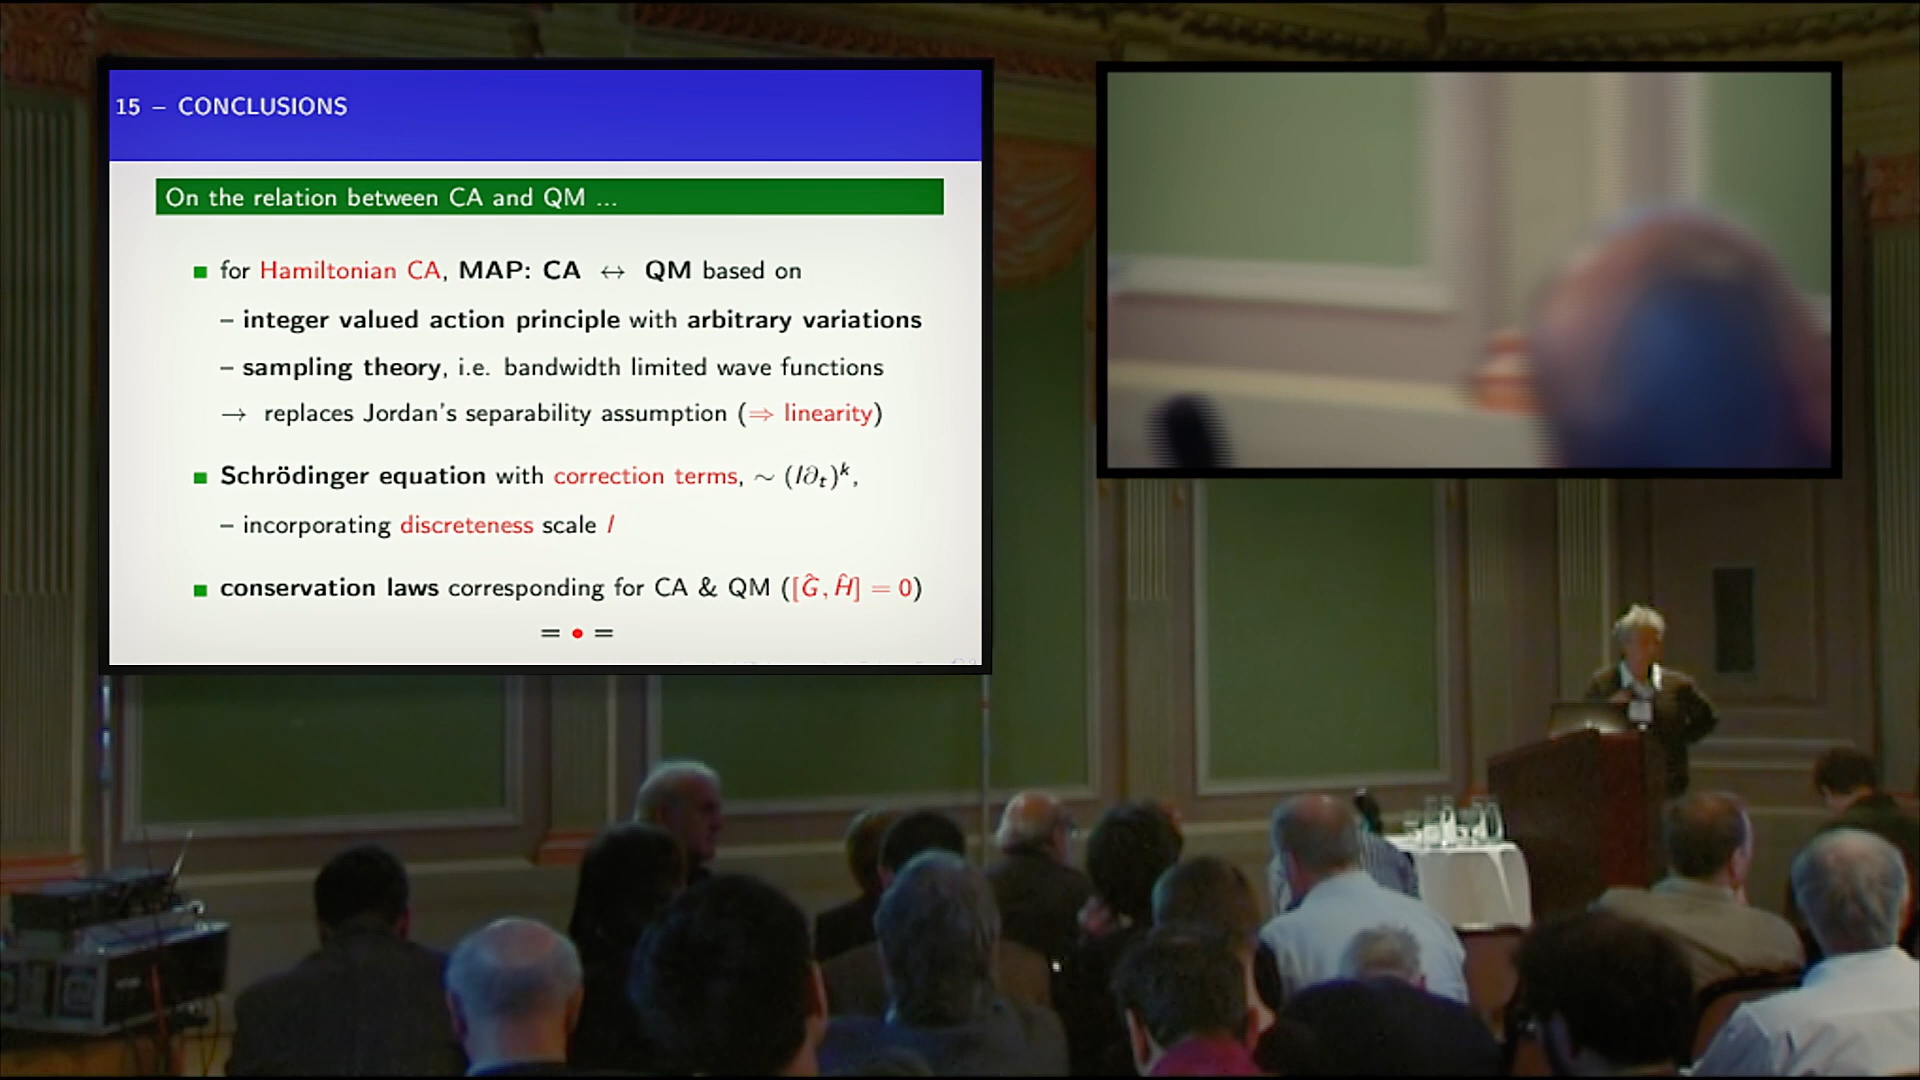 15 – CONCLUSIONS
On the relation between CA and QM ...
for Hamiltonian CA, MAP: CA ↔ QM based on
– integer valued action principle with arbitrary variations
– sampling theory, i.e. bandwidth limited wave functions
→ replaces Jordan's separability assumption (⇒ linearity)
Schrödinger equation with correction terms, ∼ (l∂ₜ)ᵏ,
– incorporating discreteness scale l
conservation laws corresponding for CA & QM ([Ĝ, Ĥ] = 0)
= • =